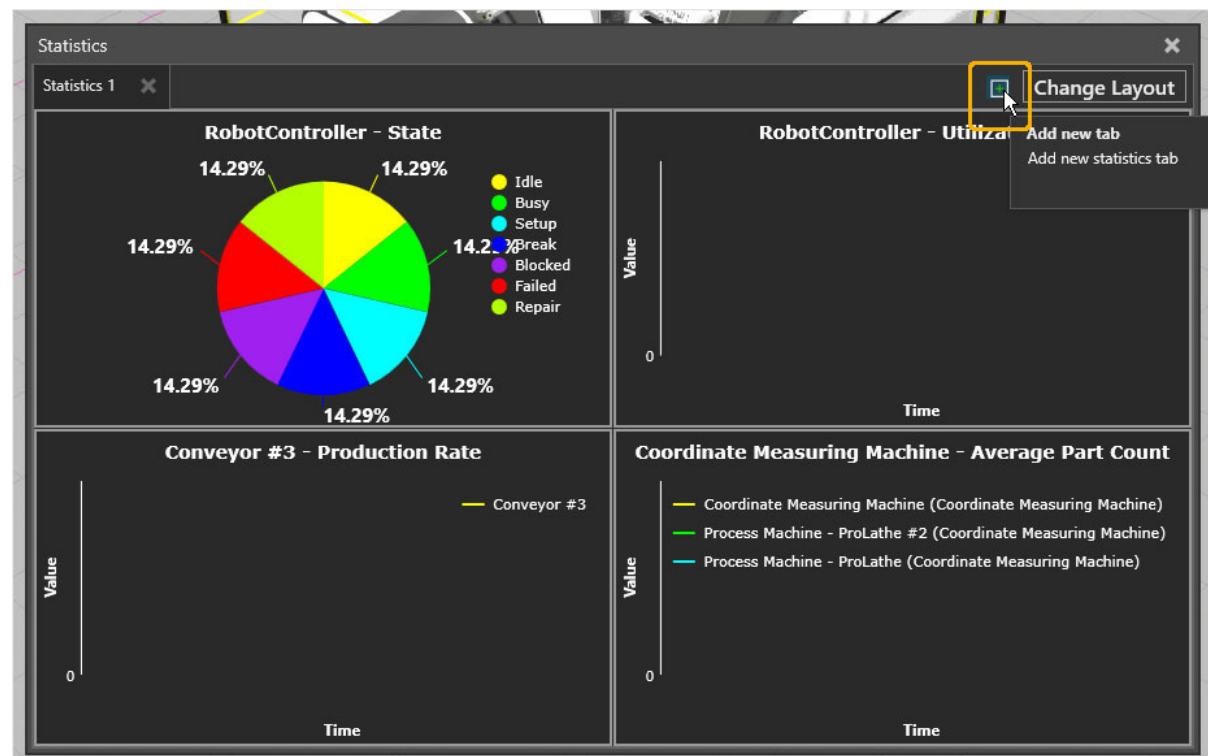 Statistics
Statistics 1
Change Layout
Add new tab
Add new statistics tab
RobotController - State
14.29%
14.29%
14.29%
14.29%
14.29%
14.29%
Idle
Busy
Setup
Break
Blocked
Failed
Repair
RobotController -
Value
0
Time
Conveyor #3 - Production Rate
Conveyor #3
Value
0
Time
Coordinate Measuring Machine - Average Part Count
Coordinate Measuring Machine (Coordinate Measuring Machine)
Process Machine - ProLathe #2 (Coordinate Measuring Machine)
Process Machine - ProLathe (Coordinate Measuring Machine)
Value
0
Time